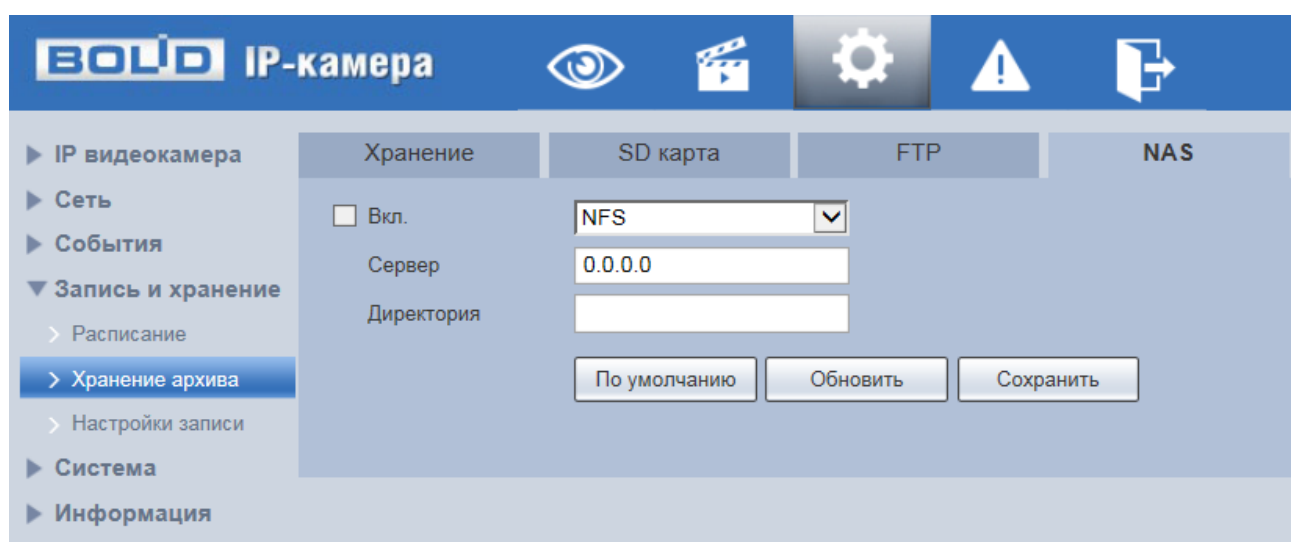 BOLID IP-камера
IP видеокамера
Сеть
События
Запись и хранение
Расписание
Хранение архива
Настройки записи
Система
Информация
Хранение SD карта FTP NAS
Вкл. NFS
Сервер 0.0.0.0
Директория
По умолчанию Обновить Сохранить